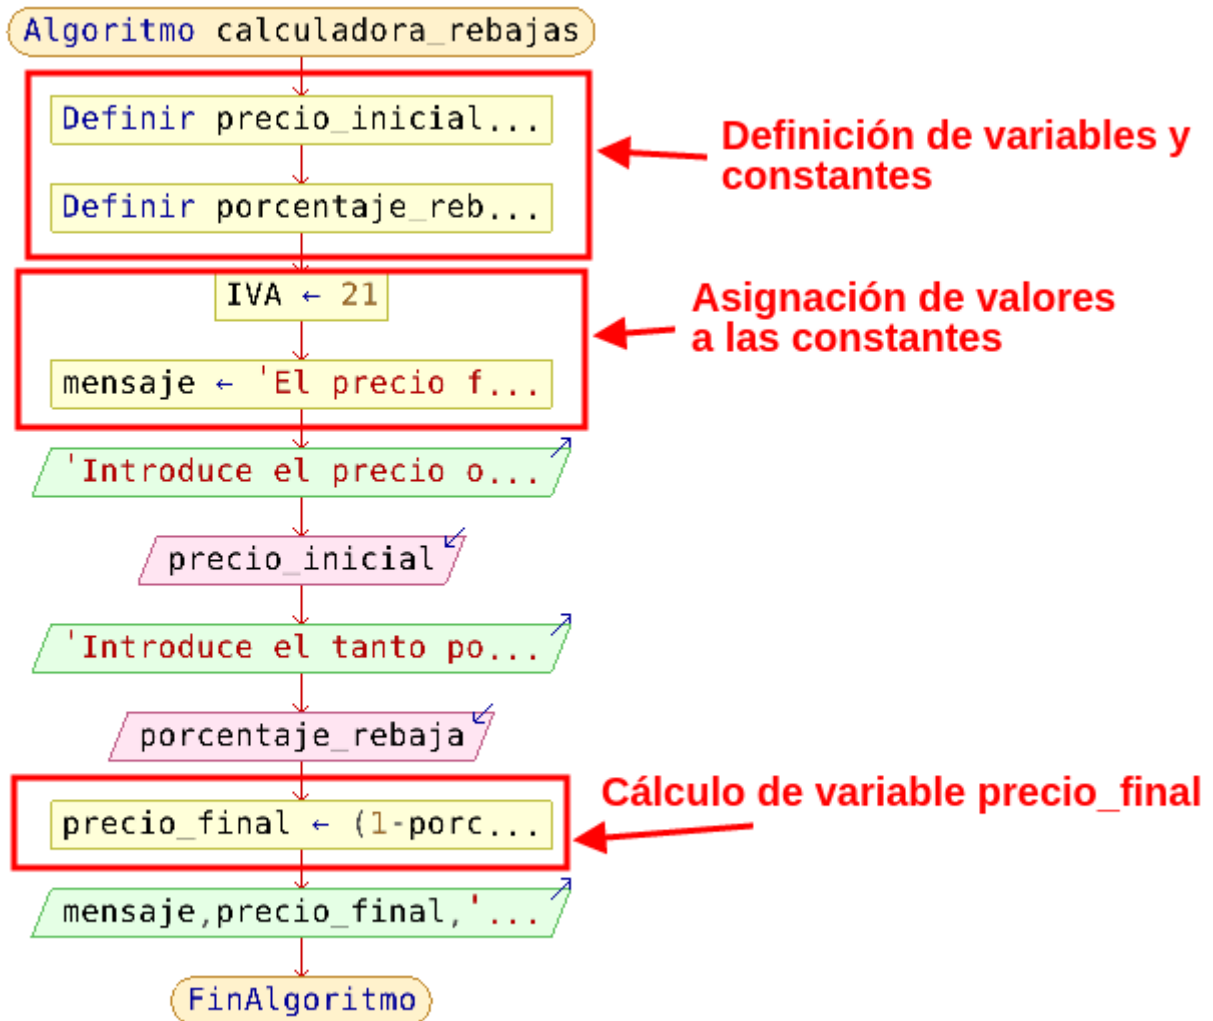 Algoritmo calculadora_rebajas
Definir precio_inicial...
Definir porcentaje_reb...
Definición de variables y
constantes
IVA ← 21
mensaje ← 'El precio f...
Asignación de valores
a las constantes
'Introduce el precio o...
precio_inicial
'Introduce el tanto po...
porcentaje_rebaja
precio_final ← (1-porc...
Cálculo de variable precio_final
mensaje,precio_final,'...
FinAlgoritmo